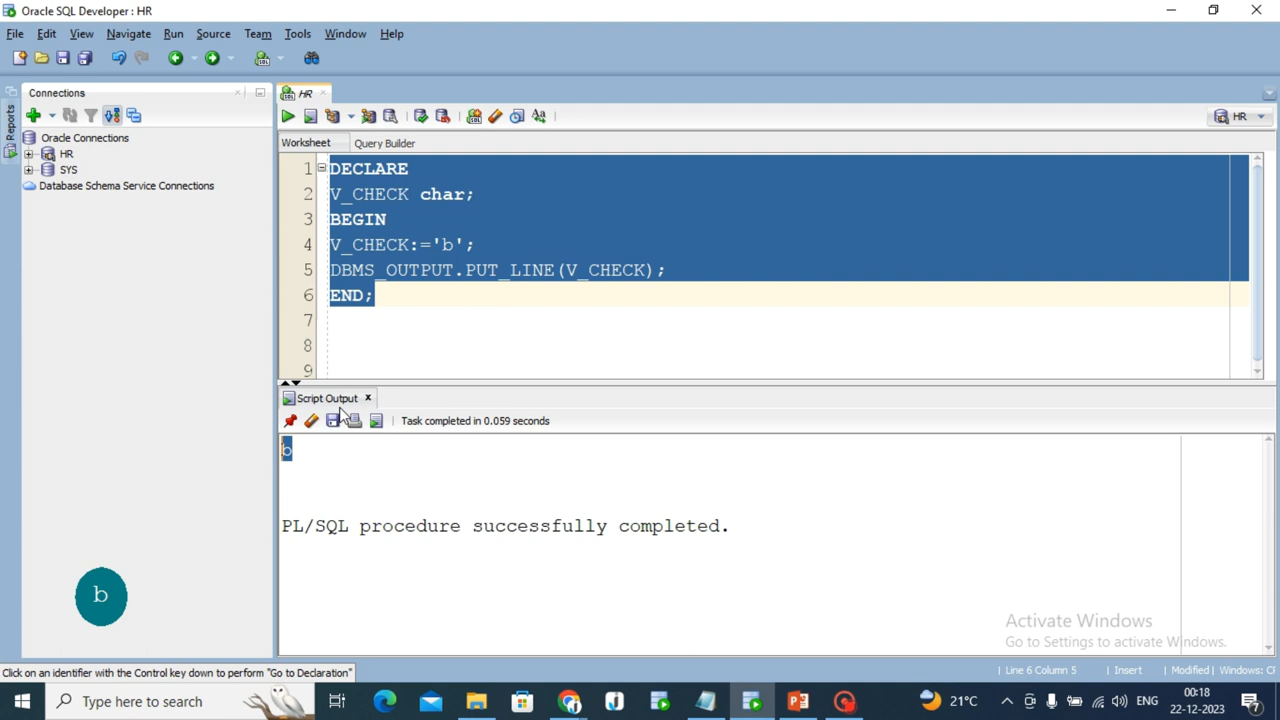 Oracle SQL Developer : HR
File Edit View Navigate Run Source Team Tools Window Help
Connections
HR
Reports
Oracle Connections
HR
SYS
Database Schema Service Connections
HR
Worksheet Query Builder
1 DECLARE
2 V_CHECK char;
3 BEGIN
4 V_CHECK:='b';
5 DBMS_OUTPUT.PUT_LINE(V_CHECK);
6 END;
7
8
9
Script Output x
Task completed in 0.059 seconds
b
PL/SQL procedure successfully completed.
b
Activate Windows
Go to Settings to activate Windows.
Click on an identifier with the Control key down to perform "Go to Declaration"
Line 6 Column 5 Insert Modified Windows: Cl
Type here to search
21°C
ENG
00:18
22-12-2023
7